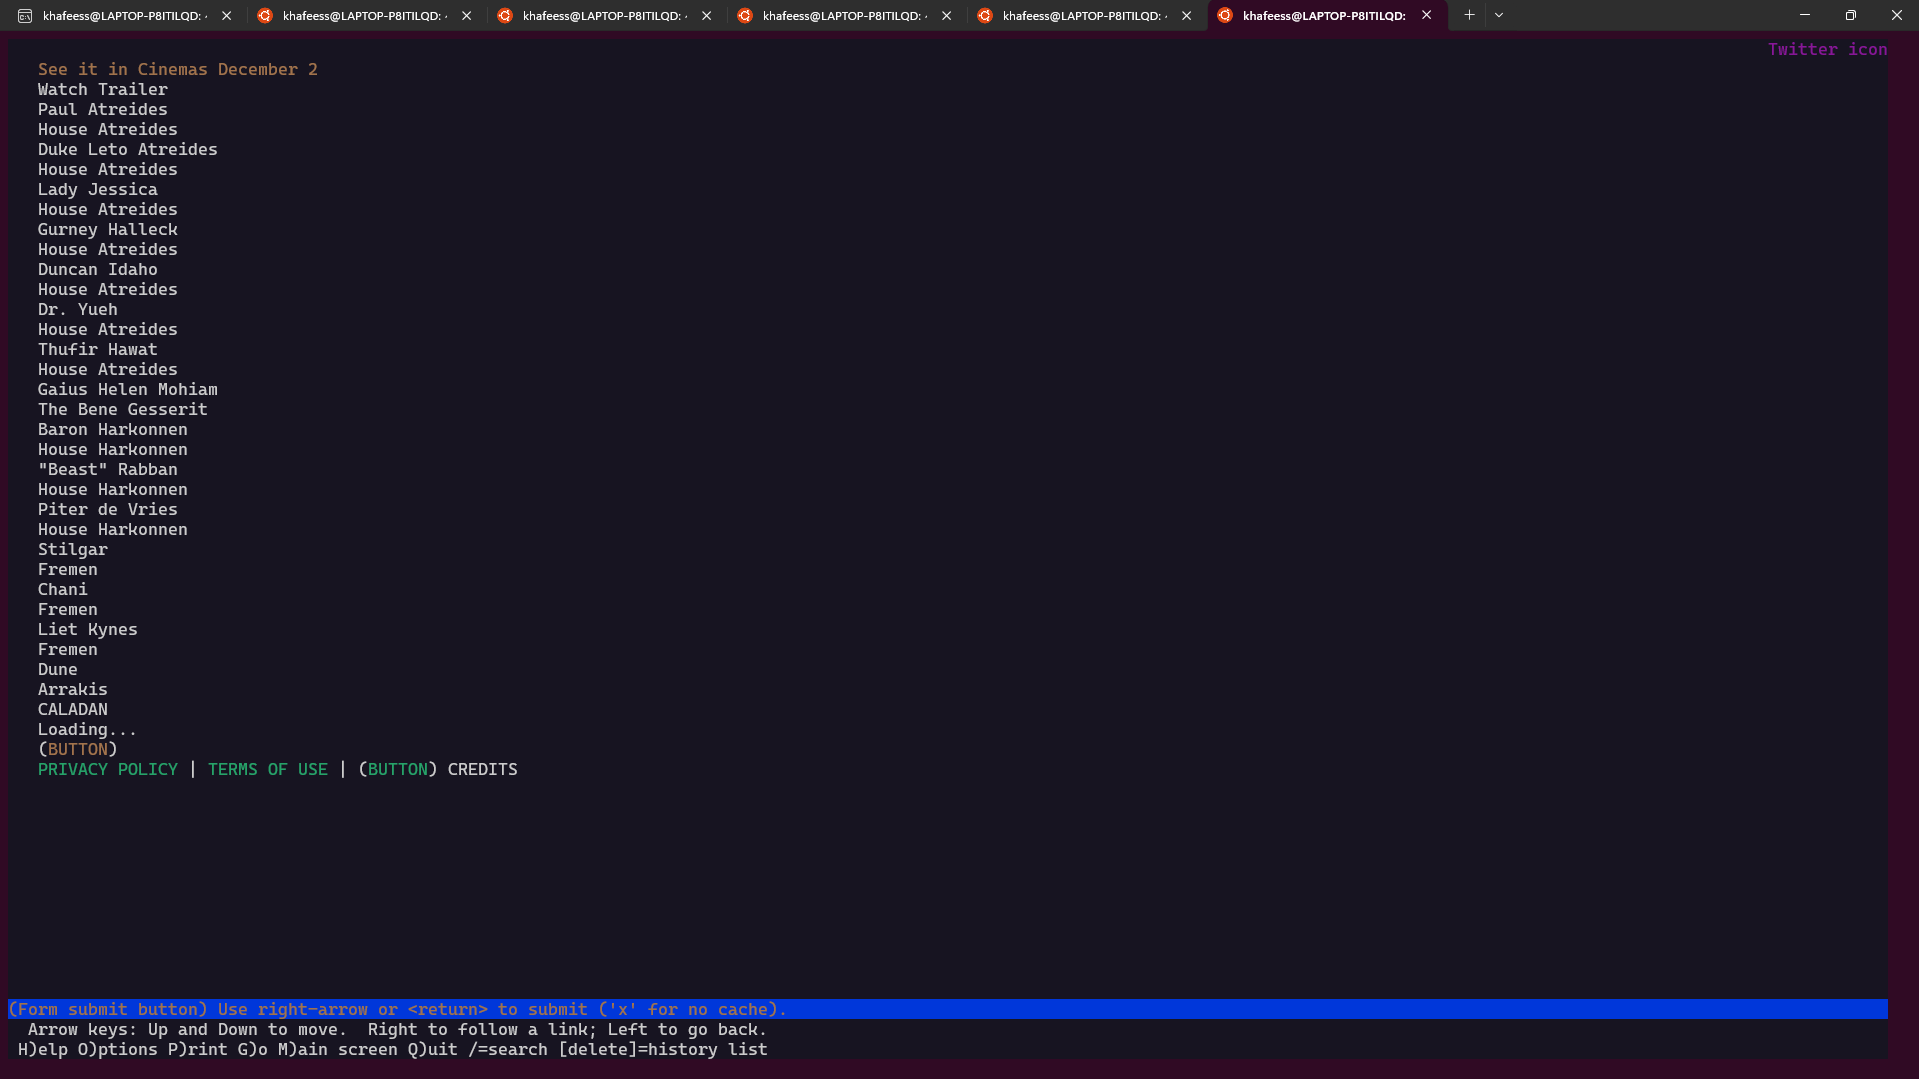 khafeess@LAPTOP-P8ITILQD: khafeess@LAPTOP-P8ITILQD: khafeess@LAPTOP-P8ITILQD: khafeess@LAPTOP-P8ITILQD: khafeess@LAPTOP-P8ITILQD: khafeess@LAPTOP-P8ITILQD:
Twitter icon
See it in Cinemas December 2
Watch Trailer
Paul Atreides
House Atreides
Duke Leto Atreides
House Atreides
Lady Jessica
House Atreides
Gurney Halleck
House Atreides
Duncan Idaho
House Atreides
Dr. Yueh
House Atreides
Thufir Hawat
House Atreides
Gaius Helen Mohiam
The Bene Gesserit
Baron Harkonnen
House Harkonnen
"Beast" Rabban
House Harkonnen
Piter de Vries
House Harkonnen
Stilgar
Fremen
Chani
Fremen
Liet Kynes
Fremen
Dune
Arrakis
CALADAN
Loading...
(BUTTON)
PRIVACY POLICY | TERMS OF USE | (BUTTON) CREDITS
(Form submit button) Use right-arrow or <return> to submit ('x' for no cache).
Arrow keys: Up and Down to move.  Right to follow a link; Left to go back.
H)elp O)ptions P)rint G)o M)ain screen Q)uit /=search [delete]=history list